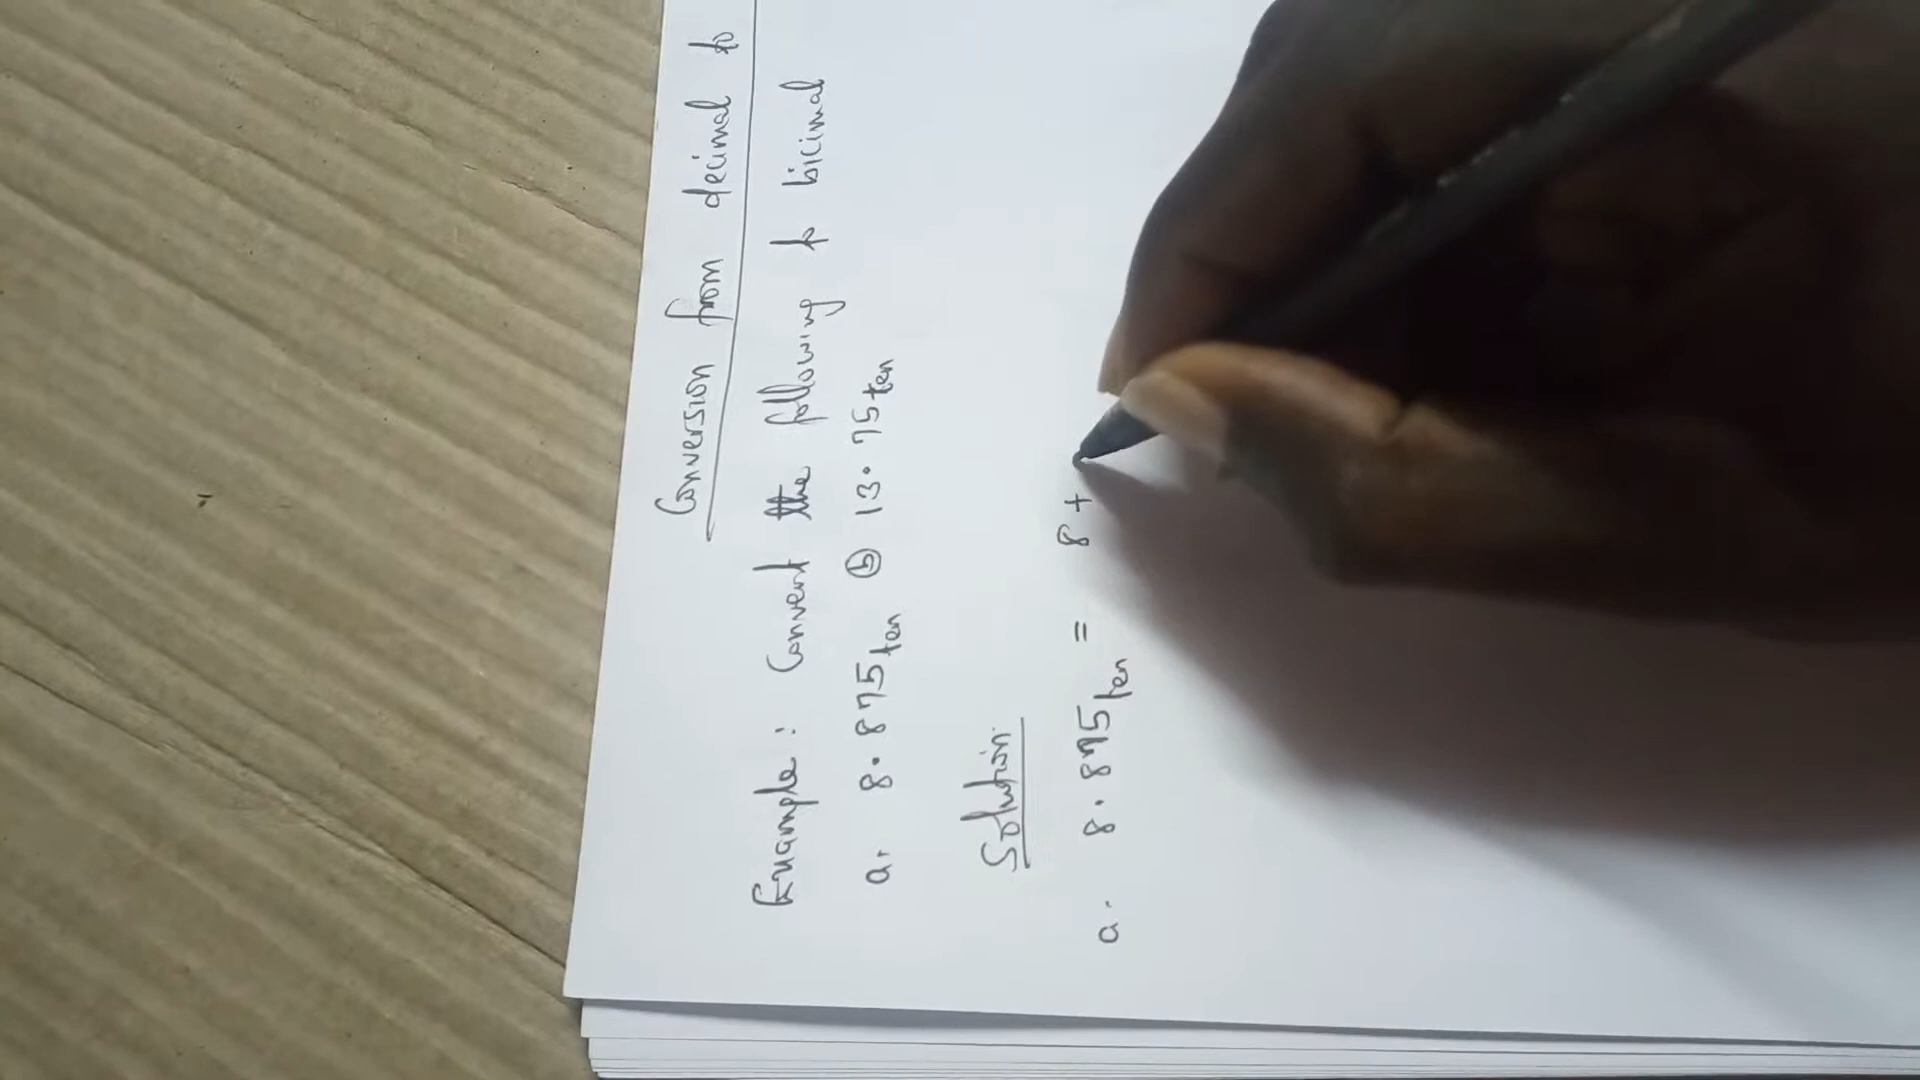 Conversion from decimal to
Example: Convert the following to bicimal
a. 8.875ten ⓑ 13.75ten
Solution
a. 8.875ten = 8 +